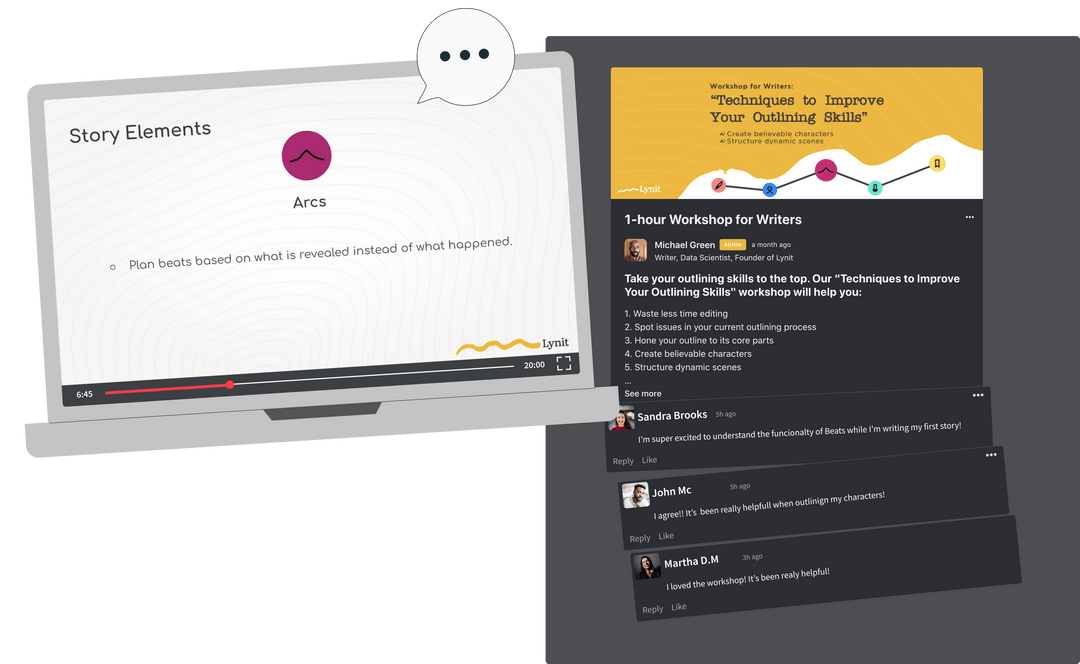 Story Elements
Arcs
Plan beats based on what is revealed instead of what happened.
Lynit
6:45
20:00
Workshop for Writers:
“Techniques to Improve
Your Outlining Skills”
Create believable characters
Structure dynamic scenes
Lynit
1-hour Workshop for Writers
Michael Green ADMIN a month ago
Writer, Data Scientist, Founder of Lynit
Take your outlining skills to the top. Our “Techniques to Improve
Your Outlining Skills" workshop will help you:
1. Waste less time editing
2. Spot issues in your current outlining process
3. Hone your outline to its core parts
4. Create believable characters
5. Structure dynamic scenes
...
See more
Sandra Brooks 5h ago
I’m super excited to understand the funcionalty of Beats while I’m writing my first story!
Reply Like
John Mc 5h ago
I agree!! It’s been really helpfull when outlinign my characters!
Reply Like
Martha D.M 3h ago
I loved the workshop! It’s been realy helpful!
Reply Like